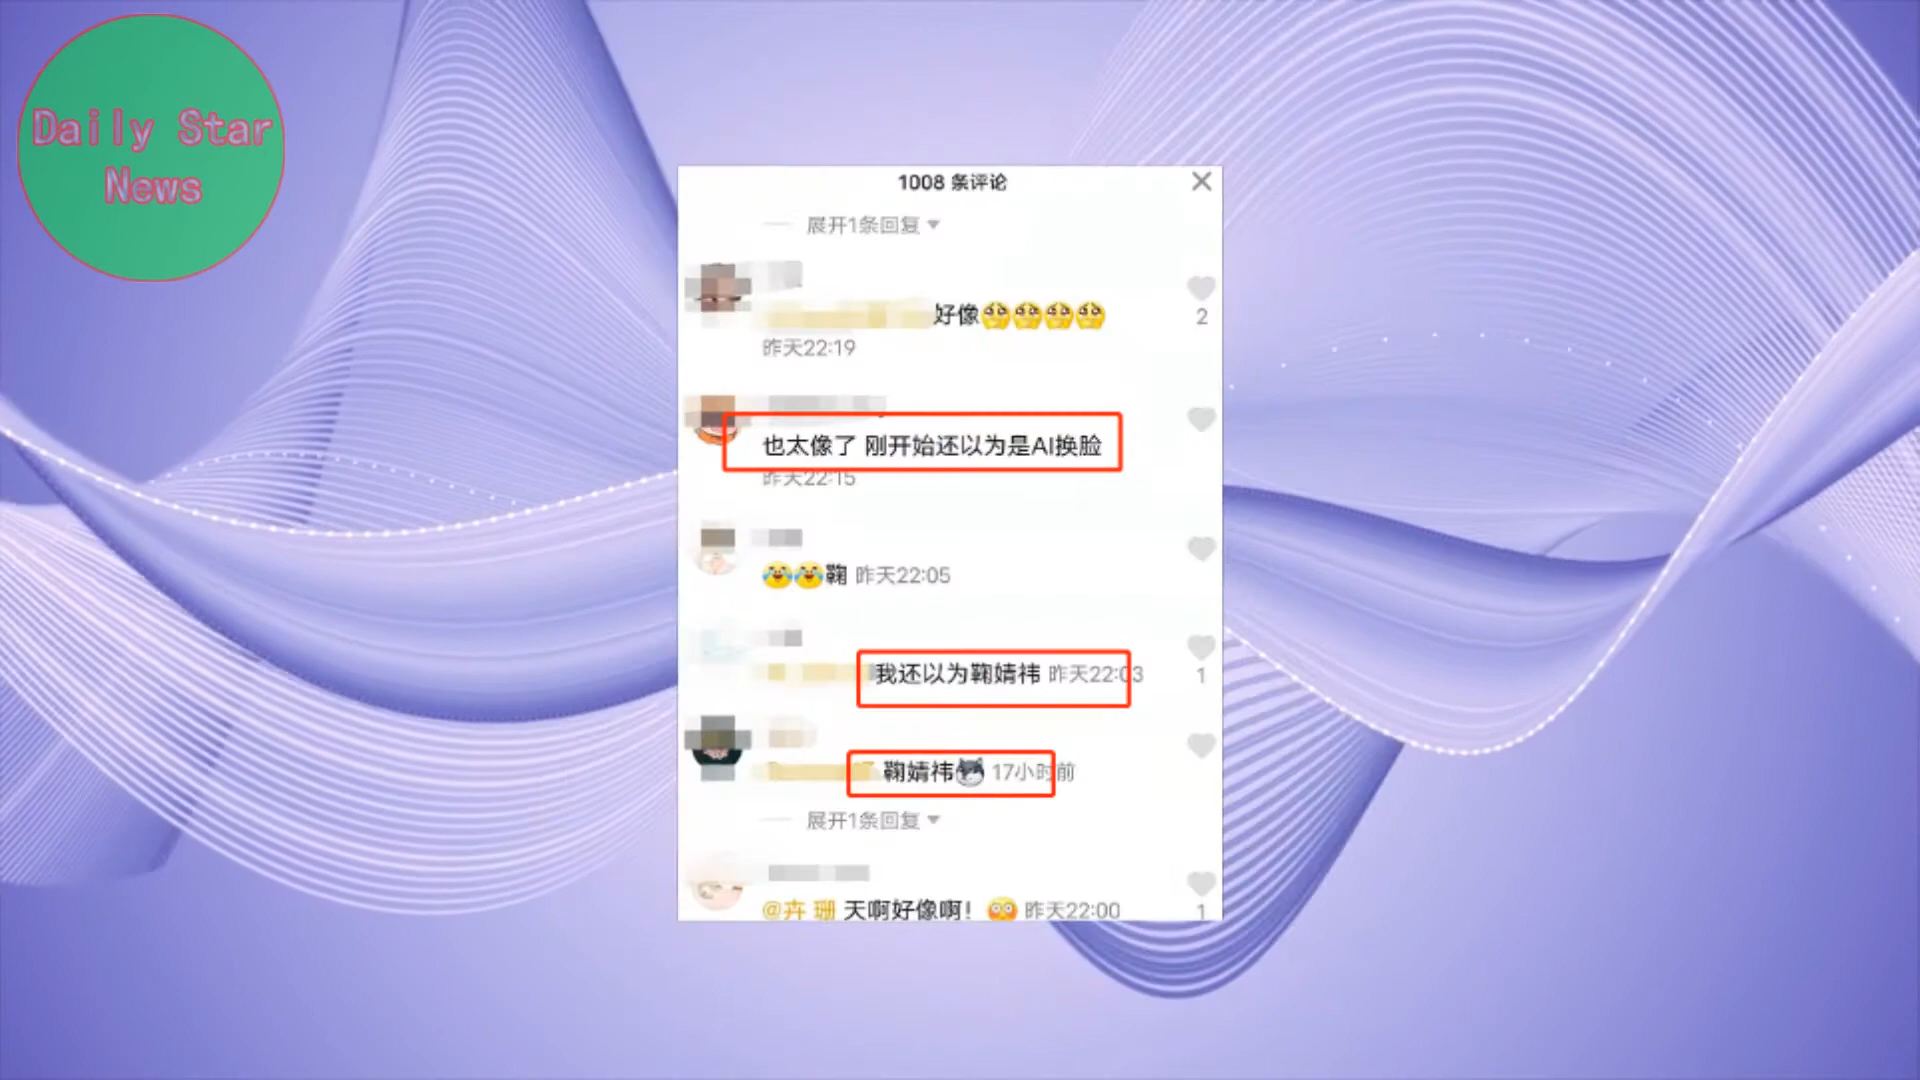 Daily Star
News
1008 条评论
展开1条回复
好像
2
昨天22:19
也太像了 刚开始还以为是AI换脸
昨天22:15
鞠 昨天22:05
我还以为鞠婧祎 昨天22:03
1
鞠婧祎 17小时前
展开1条回复
@卉 珊 天啊好像啊! 昨天22:00
1